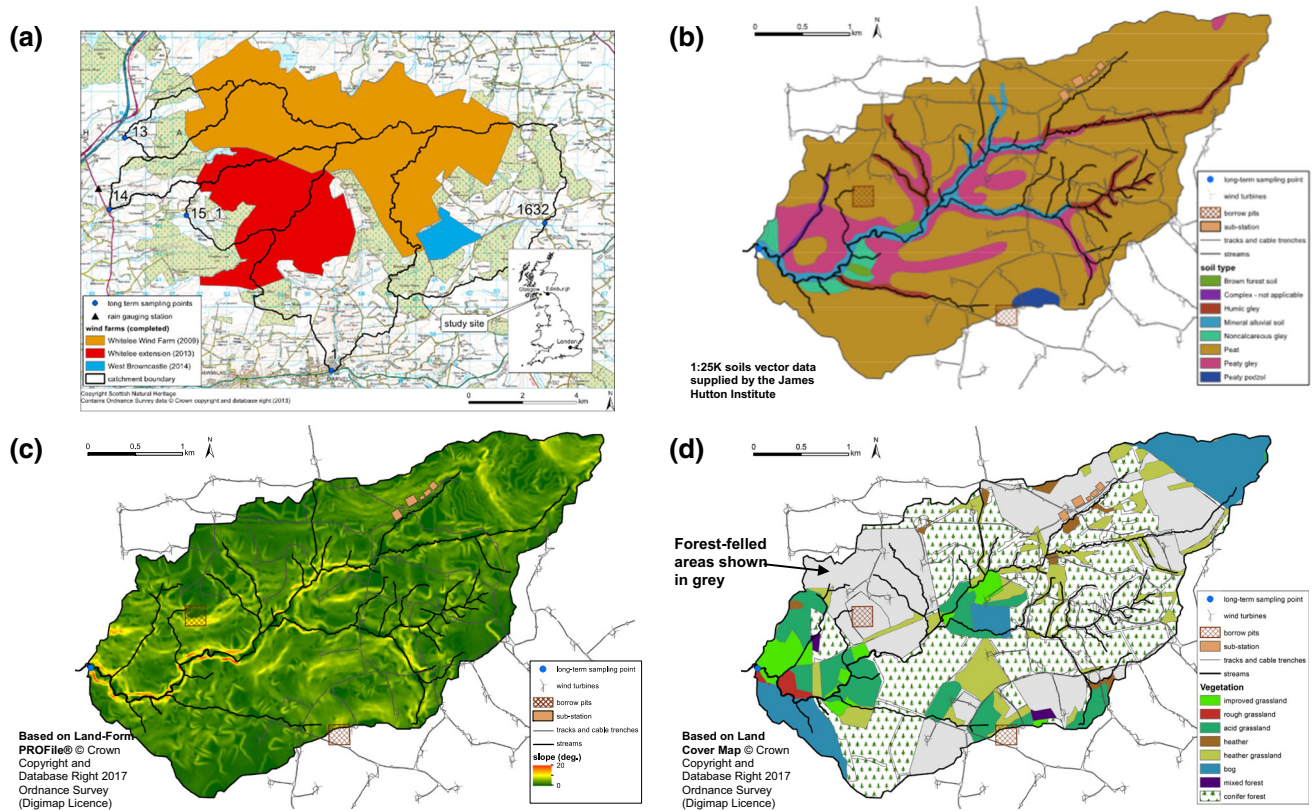 (a)
13
A
H
14
15_1
1632
1
DARVEL
Glasgow
Edinburgh
London
study site
long term sampling points
rain gauging station
wind farms (completed)
Whitelee Wind Farm (2009)
Whitelee extension (2013)
West Browncastle (2014)
catchment boundary
Copyright Scottish Natural Heritage
Contains Ordnance Survey data © Crown copyright and database right (2013)
0 2 4
km
N
(b)
0 0.5 1
km
N
long-term sampling point
wind turbines
borrow pits
sub-station
tracks and cable trenches
streams
soil type
Brown forest soil
Complex - not applicable
Humic gley
Mineral alluvial soil
Noncalcareous gley
Peat
Peaty gley
Peaty podzol
1:25K soils vector data
supplied by the James
Hutton Institute
(c)
0 0.5 1
km
N
long-term sampling point
wind turbines
borrow pits
sub-station
tracks and cable trenches
streams
slope (deg.)
20
0
Based on Land-Form
PROFile® © Crown
Copyright and
Database Right 2017
Ordnance Survey
(Digimap Licence)
(d)
0 0.5 1
km
N
Forest-felled
areas shown
in grey
long-term sampling point
wind turbines
borrow pits
sub-station
tracks and cable trenches
streams
Vegetation
improved grassland
rough grassland
acid grassland
heather
heather grassland
bog
mixed forest
conifer forest
Based on Land
Cover Map © Crown
Copyright and
Database Right 2017
Ordnance Survey
(Digimap Licence)